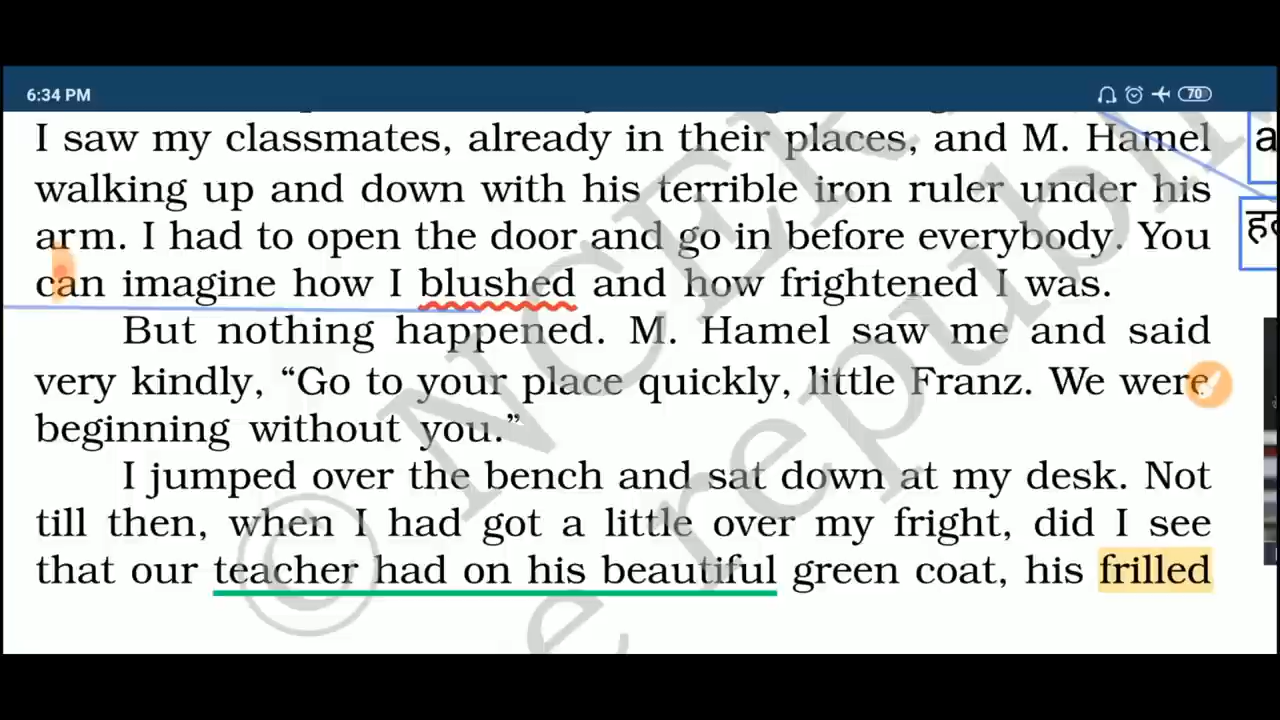 6:34 PM
70
I saw my classmates, already in their places, and M. Hamel
walking up and down with his terrible iron ruler under his
arm. I had to open the door and go in before everybody. You
can imagine how I blushed and how frightened I was.
But nothing happened. M. Hamel saw me and said
very kindly, “Go to your place quickly, little Franz. We were
beginning without you.”
I jumped over the bench and sat down at my desk. Not
till then, when I had got a little over my fright, did I see
that our teacher had on his beautiful green coat, his frilled